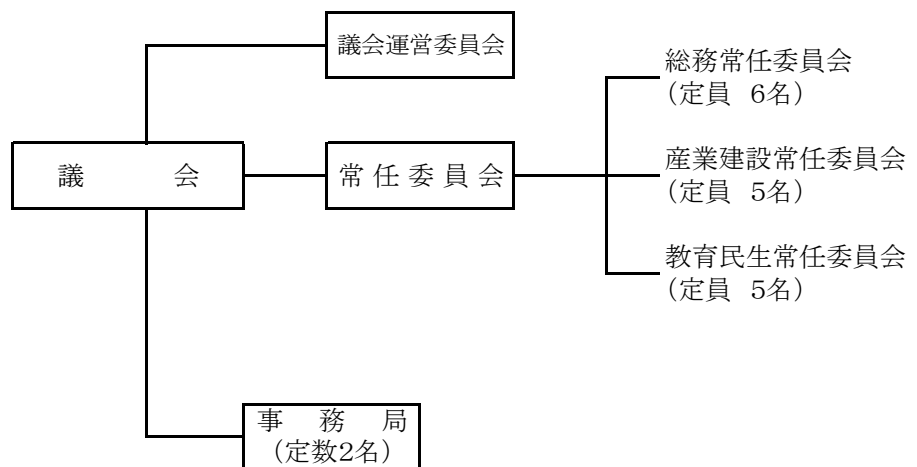 議会運営委員会
総務常任委員会
(定員 6名)
議 会
常任委員会
産業建設常任委員会
(定員 5名)
教育民生常任委員会
(定員 5名)
事 務 局
(定数2名)